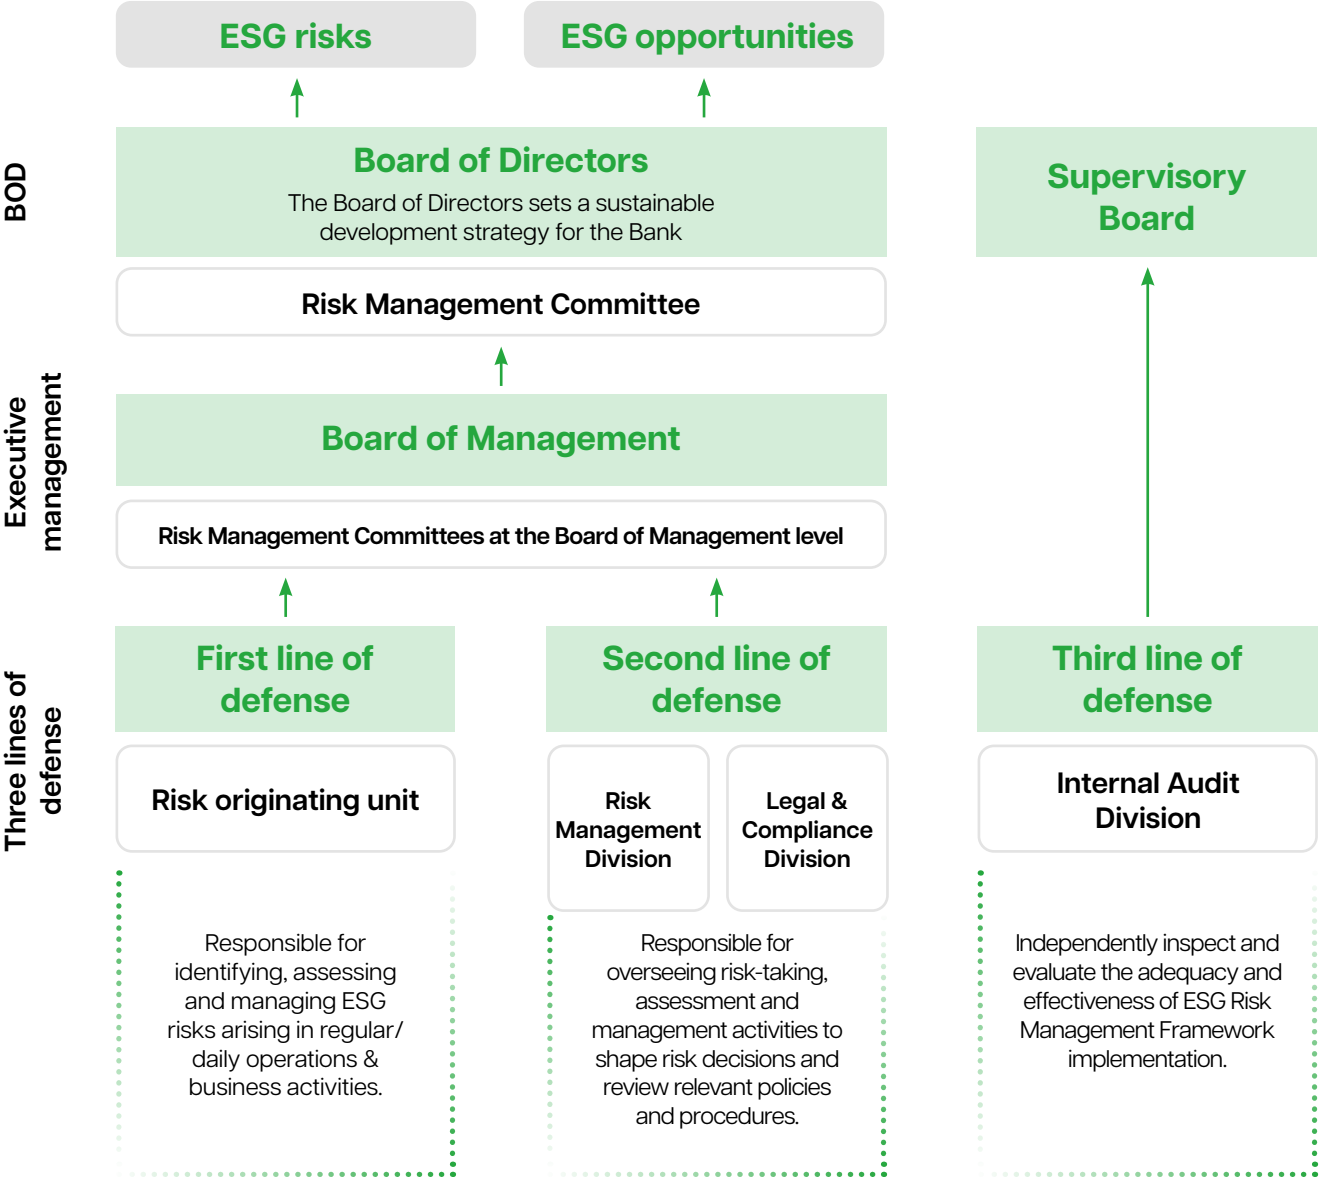 ESG risks
ESG opportunities
BOD
Board of Directors
The Board of Directors sets a sustainable
development strategy for the Bank
Supervisory
Board
Risk Management Committee
Executive
management
Board of Management
Risk Management Committees at the Board of Management level
Three lines of
defense
First line of
defense
Risk originating unit
Responsible for
identifying, assessing
and managing ESG
risks arising in regular/
daily operations &
business activities.
Second line of
defense
Risk
Management
Division
Legal &
Compliance
Division
Responsible for
overseeing risk-taking,
assessment and
management activities to
shape risk decisions and
review relevant policies
and procedures.
Third line of
defense
Internal Audit
Division
Independently inspect and
evaluate the adequacy and
effectiveness of ESG Risk
Management Framework
implementation.